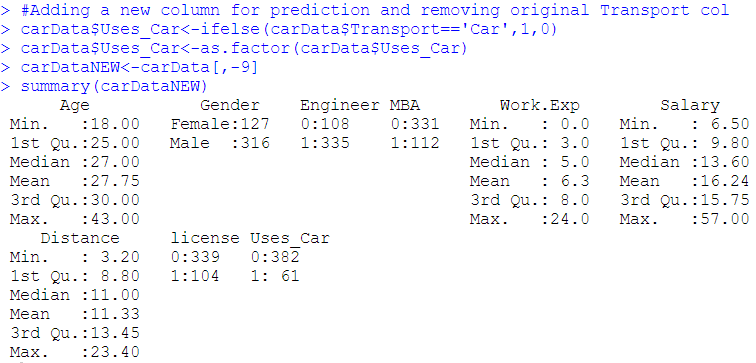 > #Adding a new column for prediction and removing original Transport col
> carData$Uses_Car<-ifelse(carData$Transport=='Car',1,0)
> carData$Uses_Car<-as.factor(carData$Uses_Car)
> carDataNEW<-carData[,-9]
> summary(carDataNEW)
      Age           Gender    Engineer MBA        Work.Exp        Salary
 Min.   :18.00   Female:127   0:108    0:331   Min.   : 0.0   Min.   : 6.50
 1st Qu.:25.00   Male  :316   1:335    1:112   1st Qu.: 3.0   1st Qu.: 9.80
 Median :27.00                                 Median : 5.0   Median :13.60
 Mean   :27.75                                 Mean   : 6.3   Mean   :16.24
 3rd Qu.:30.00                                 3rd Qu.: 8.0   3rd Qu.:15.75
 Max.   :43.00                                 Max.   :24.0   Max.   :57.00
    Distance     license Uses_Car
 Min.   : 3.20   0:339   0:382
 1st Qu.: 8.80   1:104   1: 61
 Median :11.00
 Mean   :11.33
 3rd Qu.:13.45
 Max.   :23.40